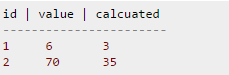 id | value | calcuated
-----------------------
1     6       3
2     70      35